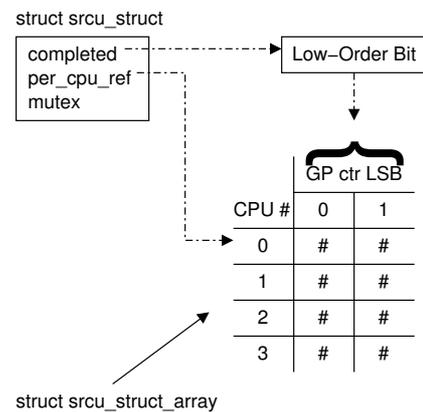 struct srcu_struct
completed
per_cpu_ref
mutex
Low−Order Bit
GP ctr LSB
CPU # 0 1
0 # #
1 # #
2 # #
3 # #
struct srcu_struct_array